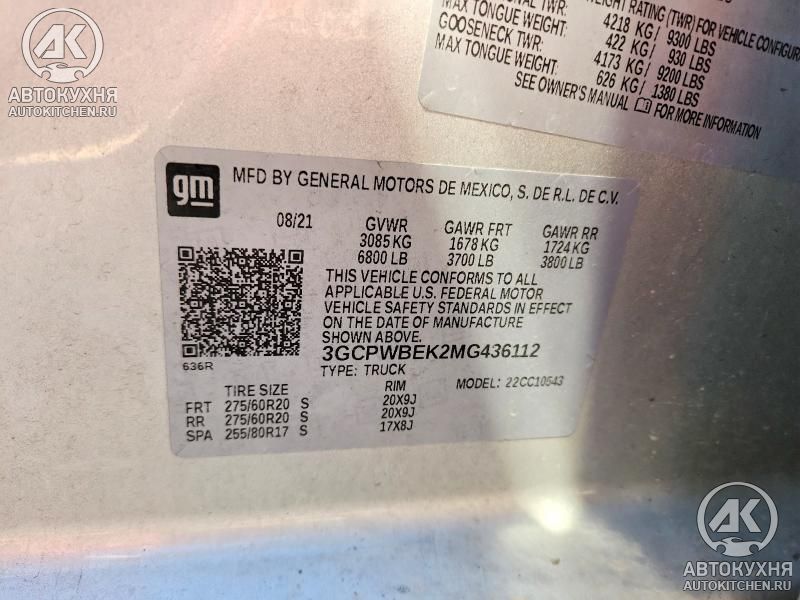 AK
АВТОКУХНЯ
AUTOKITCHEN.RU
TWR:
WEIGHT RATING (TWR) FOR VEHICLE
MAX TONGUE WEIGHT: 4218 KG/ 9300 LBS
GOOSENECK TWR: 422 KG/ 930 LBS
MAX TONGUE WEIGHT: 4173 KG/ 9200 LBS
626 KG/ 1380 LBS
SEE OWNER'S MANUAL FOR MORE INFORMATION
gm
MFD BY GENERAL MOTORS DE MEXICO, S. DE R.L. DE C.V.
08/21 GVWR GAWR FRT GAWR RR
3085 KG 1678 KG 1724 KG
6800 LB 3700 LB 3800 LB
THIS VEHICLE CONFORMS TO ALL
APPLICABLE U.S. FEDERAL MOTOR
VEHICLE SAFETY STANDARDS IN EFFECT
ON THE DATE OF MANUFACTURE
SHOWN ABOVE
3GCPWBEK2MG436112
636R
TYPE: TRUCK MODEL: 22CC10543
TIRE SIZE RIM
FRT 275/60R20 S 20X9J
RR 275/60R20 S 20X9J
SPA 255/80R17 S 17X8J
AK
АВТОКУХНЯ
AUTOKITCHEN.RU